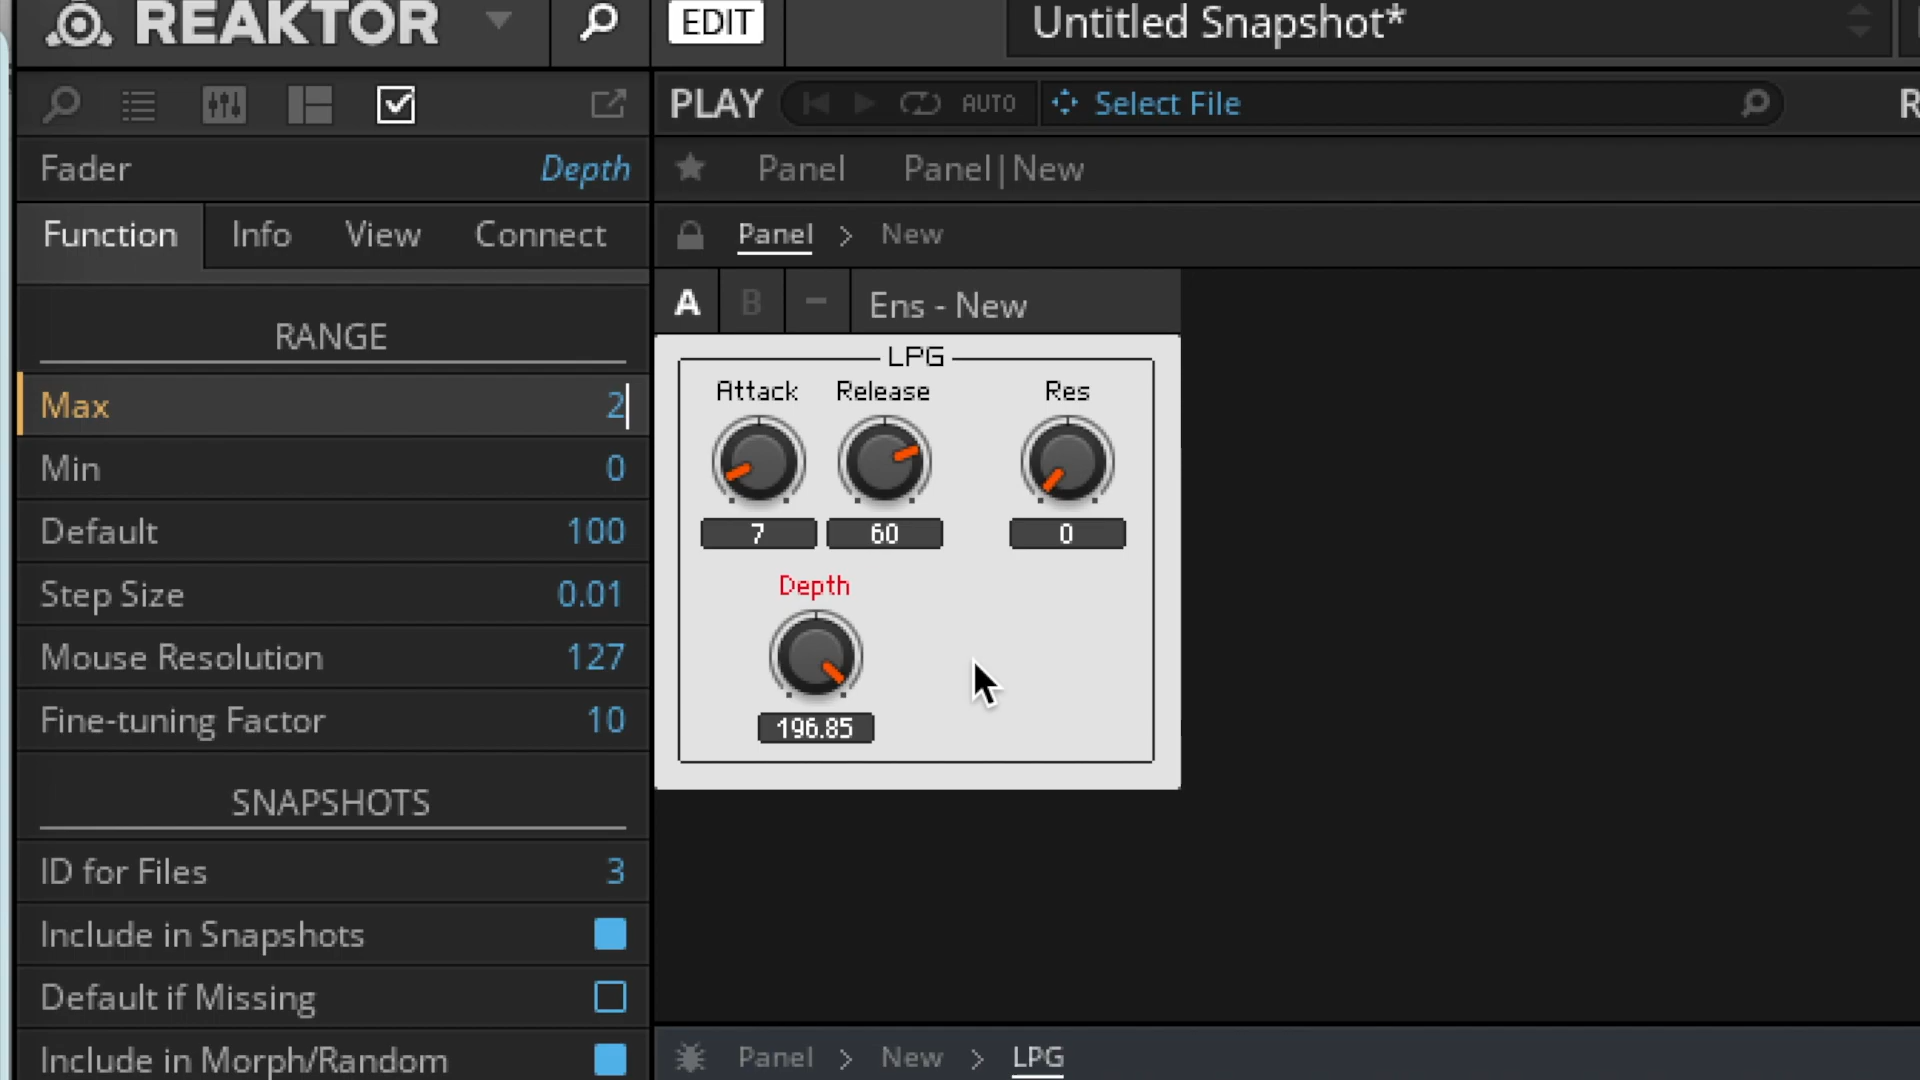 REAKTOR
EDIT
Untitled Snapshot*
PLAY
AUTO
Select File
R
Fader
Depth
Panel
Panel|New
Function
Info
View
Connect
Panel > New
A
B
Ens - New
RANGE
Max 2
Min 0
Default 100
Step Size 0.01
Mouse Resolution 127
Fine-tuning Factor 10
SNAPSHOTS
ID for Files 3
Include in Snapshots
Default if Missing
Include in Morph/Random
LPG
Attack Release Res
7 60 0
Depth
196.85
Panel > New > LPG